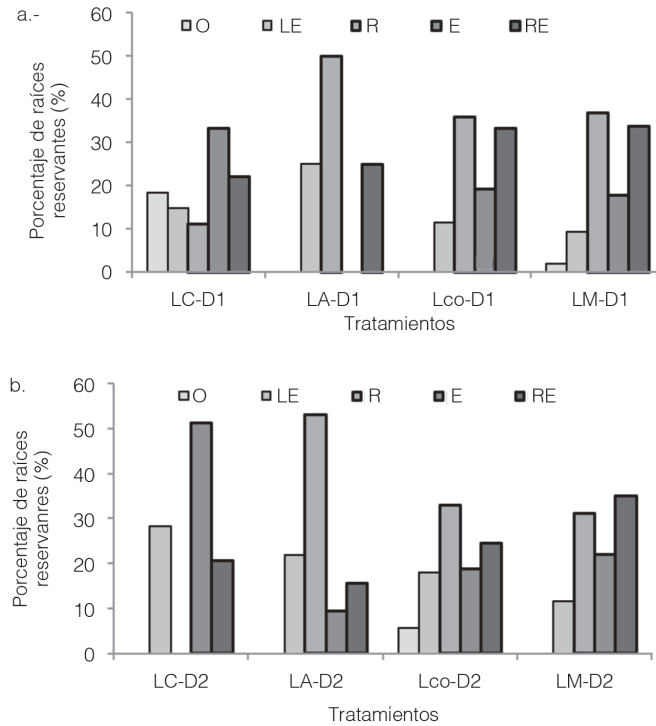 a.-
O LE R E RE
Porcentaje de raíces
reservantes (%)
60
50
40
30
20
10
0
LC-D1 LA-D1 Lco-D1 LM-D1
Tratamientos
b.
O LE R E RE
Porcentaje de raíces
reservanres (%)
60
50
40
30
20
10
0
LC-D2 LA-D2 Lco-D2 LM-D2
Tratamientos